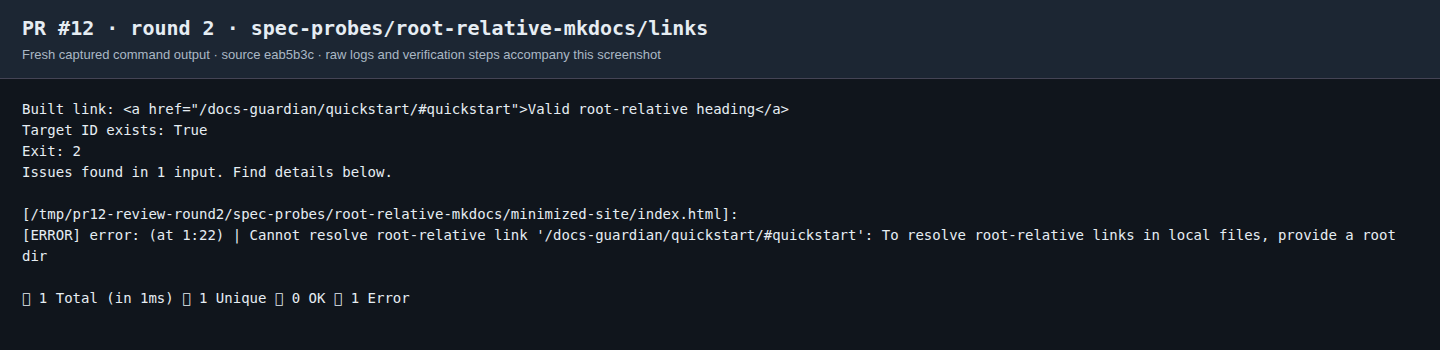 PR #12 · round 2 · spec-probes/root-relative-mkdocs/links
Fresh captured command output · source eab5b3c · raw logs and verification steps accompany this screenshot
Built link: <a href="/docs-guardian/quickstart/#quickstart">Valid root-relative heading</a>
Target ID exists: True
Exit: 2
Issues found in 1 input. Find details below.
[/tmp/pr12-review-round2/spec-probes/root-relative-mkdocs/minimized-site/index.html]:
[ERROR] error: (at 1:22) | Cannot resolve root-relative link '/docs-guardian/quickstart/#quickstart': To resolve root-relative links in local files, provide a root
dir
1 Total (in 1ms) 1 Unique 0 OK 1 Error